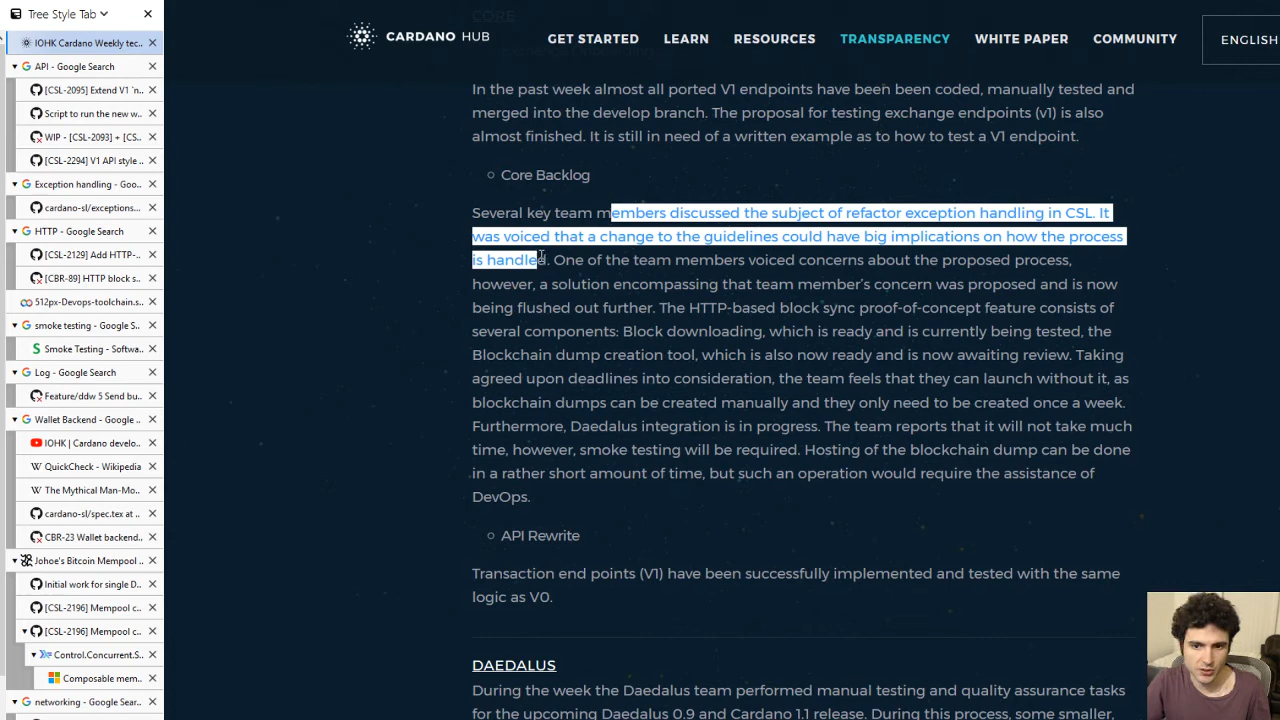 Tree Style Tab
IOHK Cardano Weekly tec..
API - Google Search
[CSL-2095] Extend V1 `n..
Script to run the new w..
WIP - [CSL-2093] + [CS..
[CSL-2294] V1 API style ..
Exception handling - Goo..
cardano-sl/exceptions..
HTTP - Google Search
[CSL-2129] Add HTTP-..
[CBR-89] HTTP block s..
512px-Devops-toolchain.s..
smoke testing - Google S..
Smoke Testing - Softwa..
Log - Google Search
Feature/ddw 5 Send bu..
Wallet Backend - Google ..
IOHK | Cardano develo..
QuickCheck - Wikipedia
The Mythical Man-Mo..
cardano-sl/spec.tex at ..
CBR-23 Wallet backend..
Johoe's Bitcoin Mempool ..
Initial work for single D..
[CSL-2196] Mempool c..
[CSL-2196] Mempool c..
Control.Concurrent.S..
Composable mem..
networking - Google Sear..
CARDANO HUB
GET STARTED LEARN RESOURCES TRANSPARENCY WHITE PAPER COMMUNITY ENGLISH
CORE
In the past week almost all ported V1 endpoints have been been coded, manually tested and
merged into the develop branch. The proposal for testing exchange endpoints (v1) is also
almost finished. It is still in need of a written example as to how to test a V1 endpoint.
Core Backlog
Several key team members discussed the subject of refactor exception handling in CSL. It
was voiced that a change to the guidelines could have big implications on how the process
is handled. One of the team members voiced concerns about the proposed process,
however, a solution encompassing that team member's concern was proposed and is now
being flushed out further. The HTTP-based block sync proof-of-concept feature consists of
several components: Block downloading, which is ready and is currently being tested, the
Blockchain dump creation tool, which is also now ready and is now awaiting review. Taking
agreed upon deadlines into consideration, the team feels that they can launch without it, as
blockchain dumps can be created manually and they only need to be created once a week.
Furthermore, Daedalus integration is in progress. The team reports that it will not take much
time, however, smoke testing will be required. Hosting of the blockchain dump can be done
in a rather short amount of time, but such an operation would require the assistance of
DevOps.
API Rewrite
Transaction end points (V1) have been successfully implemented and tested with the same
logic as V0.
DAEDALUS
During the week the Daedalus team performed manual testing and quality assurance tasks
for the upcoming Daedalus 0.9 and Cardano 1.1 release. During this process, some smaller,